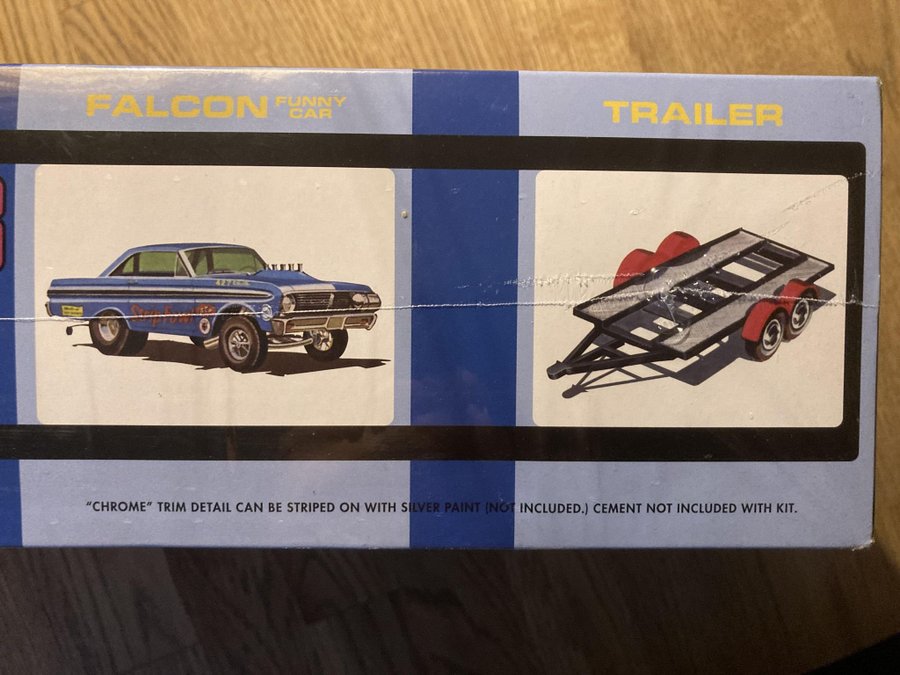 FALCON FUNNY CAR
TRAILER
"CHROME" TRIM DETAIL CAN BE STRIPED ON WITH SILVER PAINT (NOT INCLUDED.) CEMENT NOT INCLUDED WITH KIT.